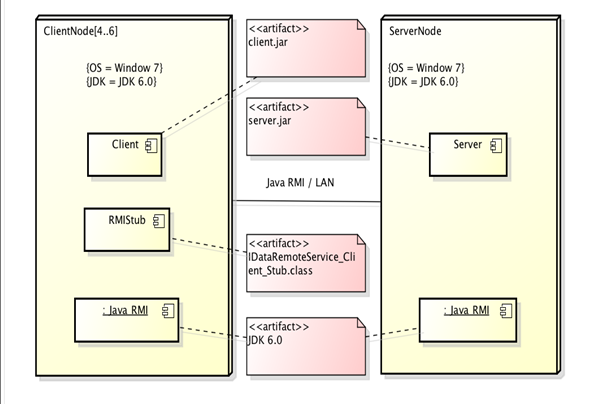 ClientNode[4..6]
{OS = Window 7}
{JDK = JDK 6.0}
Client
RMIStub
: Java RMI
<<artifact>>
client.jar
<<artifact>>
server.jar
Java RMI / LAN
<<artifact>>
IDataRemoteService_Cli
ent_Stub.class
<<artifact>>
JDK 6.0
ServerNode
{OS = Window 7}
{JDK = JDK 6.0}
Server
: Java RMI